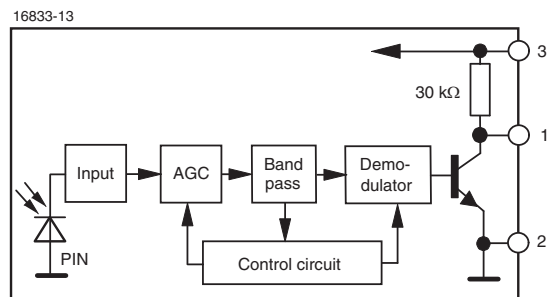 16833-13
3
30 kΩ
1
Input
AGC
Band
pass
Demo-
dulator
2
PIN
Control circuit